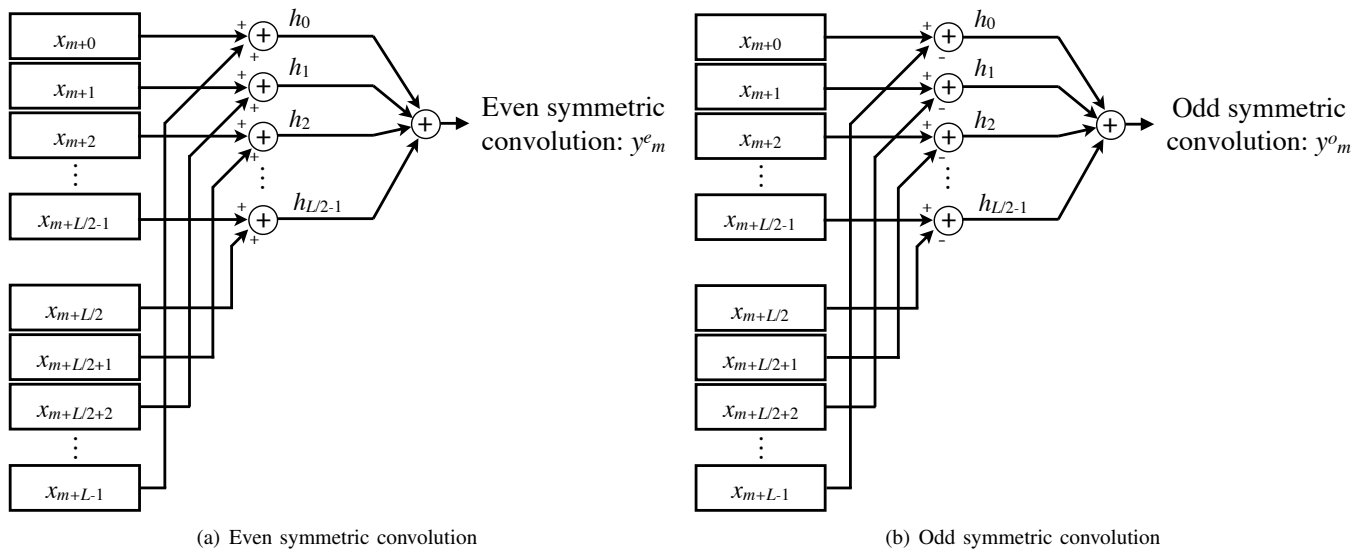 x_{m+0}
x_{m+1}
x_{m+2}
⋮
x_{m+L/2-1}
x_{m+L/2}
x_{m+L/2+1}
x_{m+L/2+2}
⋮
x_{m+L-1}
+ + + h_0
+ + + h_1
+ + + h_2
⋮
+ + + h_{L/2-1}
+
Even symmetric
convolution: y^e_m
(a) Even symmetric convolution
x_{m+0}
x_{m+1}
x_{m+2}
⋮
x_{m+L/2-1}
x_{m+L/2}
x_{m+L/2+1}
x_{m+L/2+2}
⋮
x_{m+L-1}
+ + − h_0
+ + − h_1
+ + − h_2
⋮
+ + − h_{L/2-1}
+
Odd symmetric
convolution: y^o_m
(b) Odd symmetric convolution